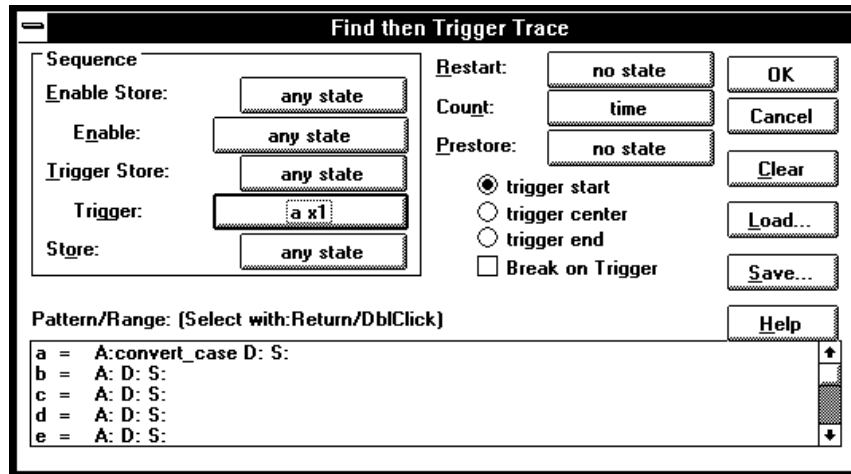 Find then Trigger Trace
Sequence
Enable Store: any state
Enable: any state
Trigger Store: any state
Trigger: a x1
Store: any state
Restart: no state
Count: time
Prestore: no state
trigger start
trigger center
trigger end
Break on Trigger
OK
Cancel
Clear
Load...
Save...
Help
Pattern/Range: (Select with:Return/DblClick)
a = A:convert_case D: S:
b = A: D: S:
c = A: D: S:
d = A: D: S:
e = A: D: S: